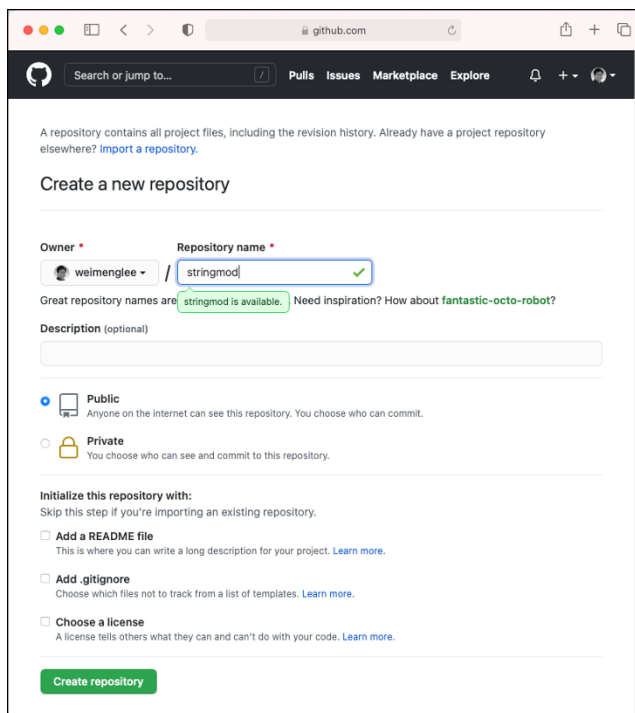 github.com
Search or jump to... / Pulls Issues Marketplace Explore +
A repository contains all project files, including the revision history. Already have a project repository
elsewhere? Import a repository.
Create a new repository
Owner * Repository name *
weimenglee / stringmod
Great repository names are stringmod is available. Need inspiration? How about fantastic-octo-robot?
Description (optional)
Public
Anyone on the internet can see this repository. You choose who can commit.
Private
You choose who can see and commit to this repository.
Initialize this repository with:
Skip this step if you're importing an existing repository.
Add a README file
This is where you can write a long description for your project. Learn more.
Add .gitignore
Choose which files not to track from a list of templates. Learn more.
Choose a license
A license tells others what they can and can't do with your code. Learn more.
Create repository